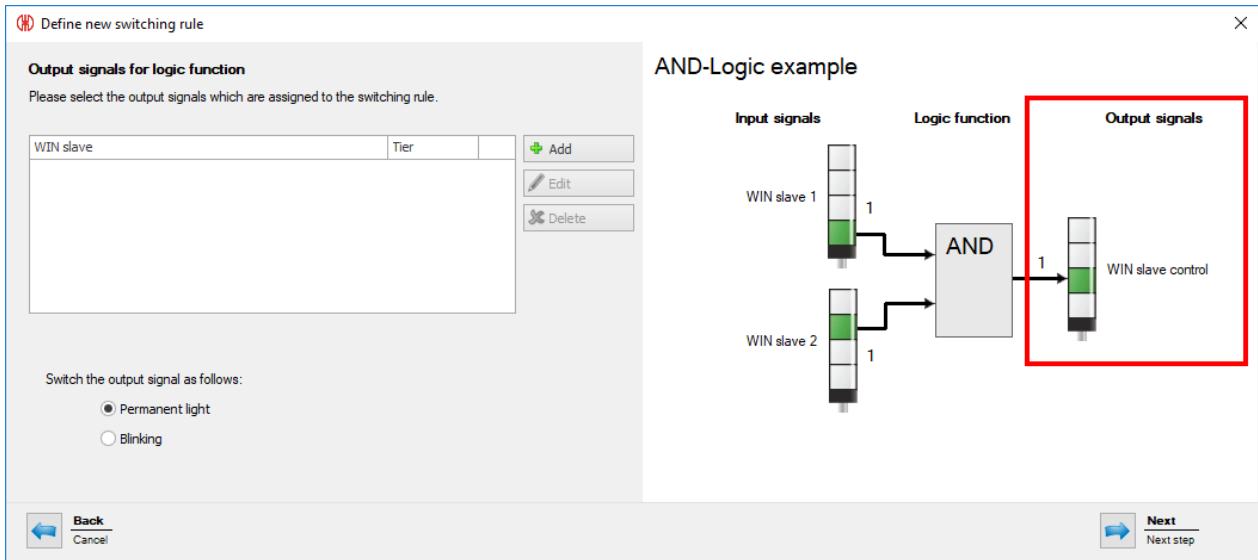 Define new switching rule
Output signals for logic function
Please select the output signals which are assigned to the switching rule.
WIN slave Tier
Add
Edit
Delete
Switch the output signal as follows:
Permanent light
Blinking
AND-Logic example
Input signals Logic function Output signals
WIN slave 1
1
AND
1
WIN slave control
WIN slave 2
1
Back
Cancel
Next
Next step